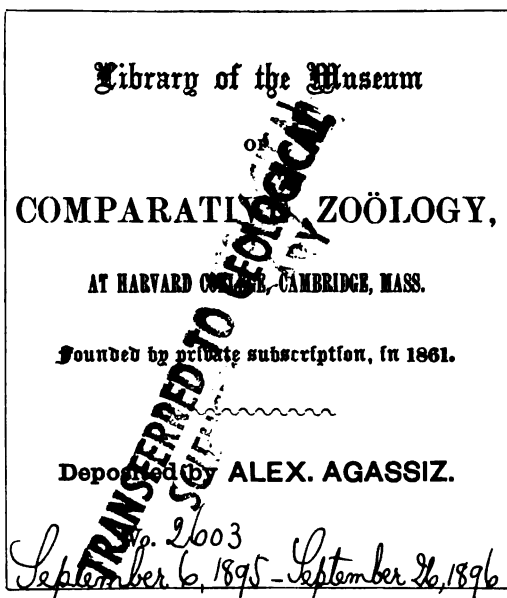 Library of the Museum
OF
COMPARATIVE ZOÖLOGY,
AT HARVARD COLLEGE, CAMBRIDGE, MASS.
Founded by private subscription, in 1861.
Deposited by ALEX. AGASSIZ.
No. 2603
September 6, 1895 - September 26, 1896
TRANSFERRED TO GEOLOGICAL